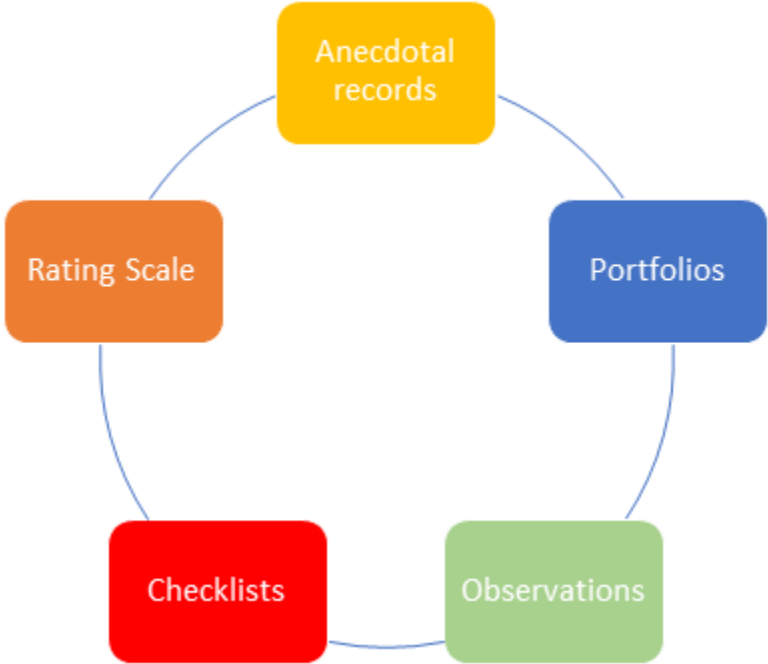 Anecdotal
records
Portfolios
Observations
Checklists
Rating Scale